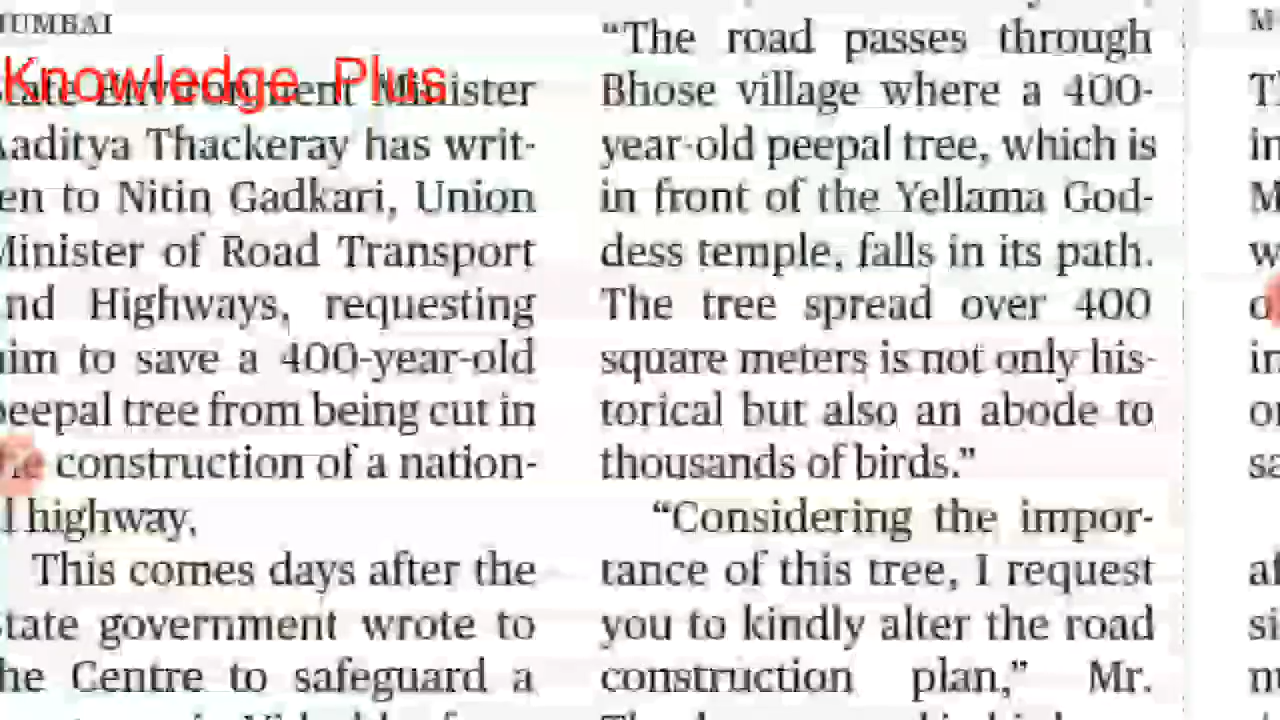 UMBAI
Knowledge Plus
tate Environment Minister
Aaditya Thackeray has writ-
en to Nitin Gadkari, Union
Minister of Road Transport
nd Highways, requesting
him to save a 400-year-old
peepal tree from being cut in
he construction of a nation-
l highway.
This comes days after the
State government wrote to
he Centre to safeguard a
“The road passes through
Bhose village where a 400-
year-old peepal tree, which is
in front of the Yellama God-
dess temple, falls in its path.
The tree spread over 400
square meters is not only his-
torical but also an abode to
thousands of birds.”
“Considering the impor-
tance of this tree, I request
you to kindly alter the road
construction plan,” Mr.